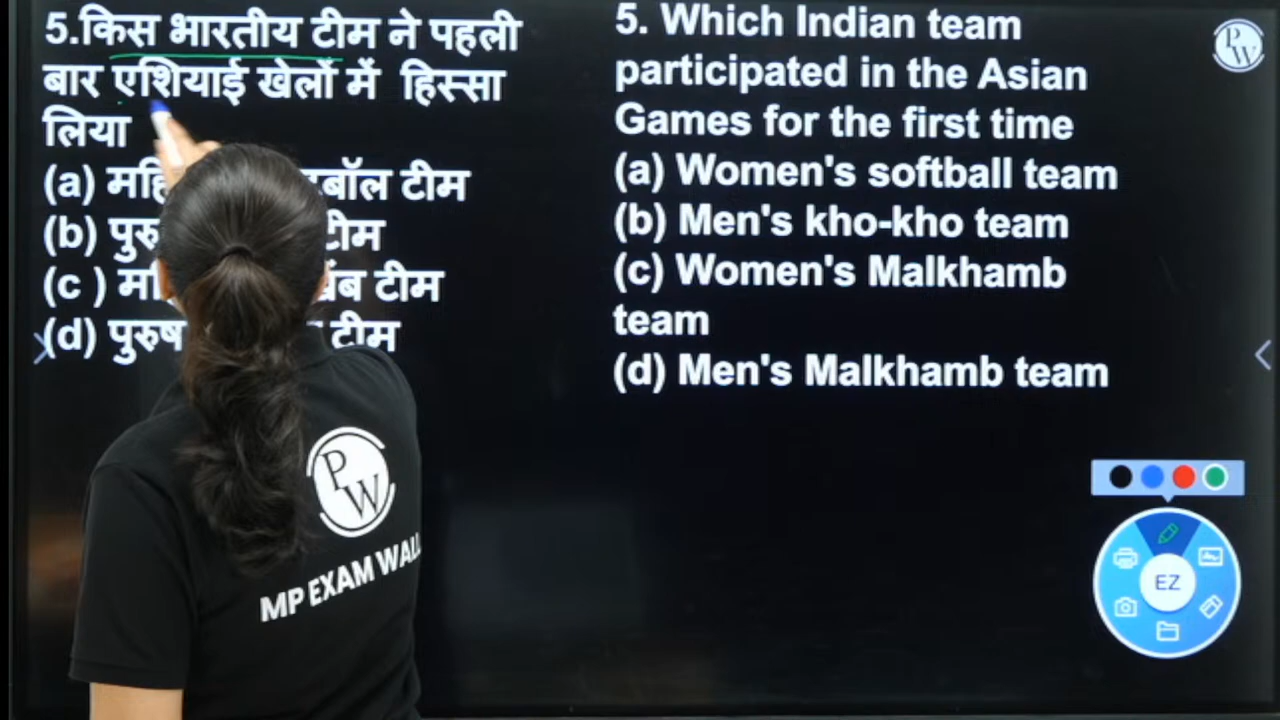 5.किस भारतीय टीम ने पहली
बार एशियाई खेलों में हिस्सा
लिया
(a) टीम
(b) टीम
(c ) टीम
(d) पुरुष टीम
5. Which Indian team
participated in the Asian
Games for the first time
(a) Women's softball team
(b) Men's kho-kho team
(c) Women's Malkhamb
team
(d) Men's Malkhamb team
PW
PW
MP EXAM WALL
EZ